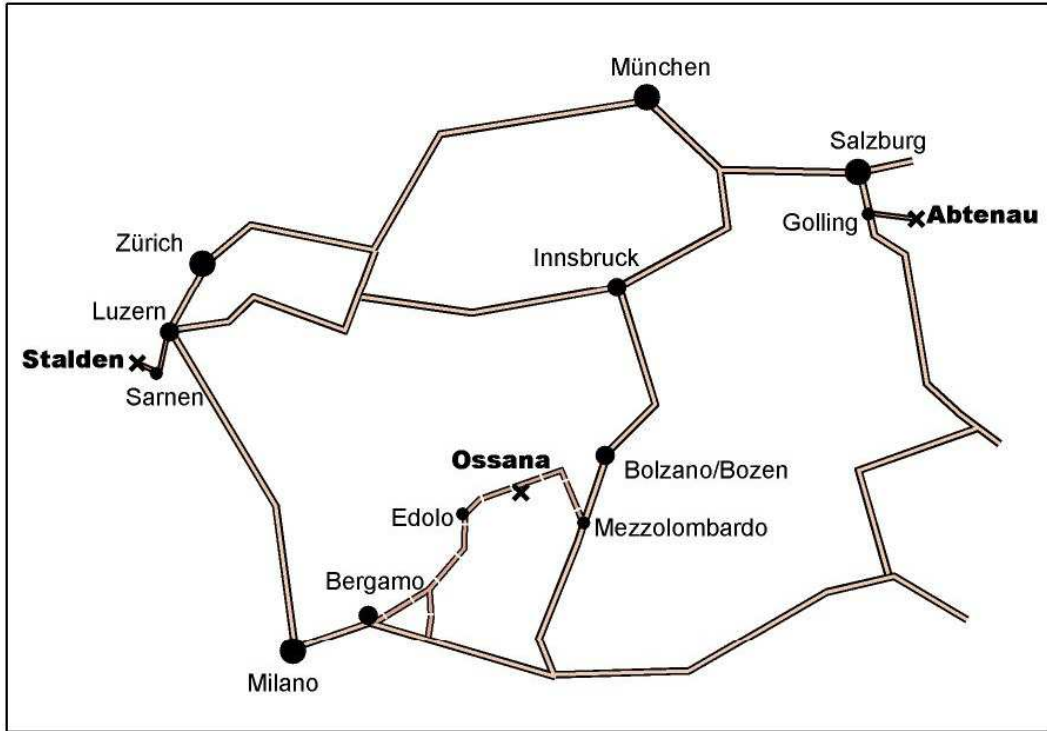 München
Salzburg
Abtenau
Golling
Zürich
Innsbruck
Luzern
Stalden
Sarnen
Ossana
Bolzano/Bozen
Edolo
Mezzolombardo
Bergamo
Milano